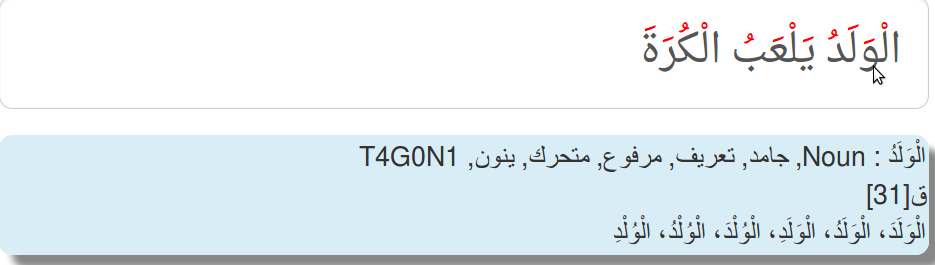 الْوَلَدُ يَلْعَبُ الْكُرَةَ
الْوَلَدُ : Noun, جامد, تعريف, مرفوع, متحرك, ينون, T4G0N1
ق[31]
الْوَلَدَ، الْوَلَدُ، الْوَلَدِ، الْوُلْدَ، الْوُلْدُ، الْوُلْدِ